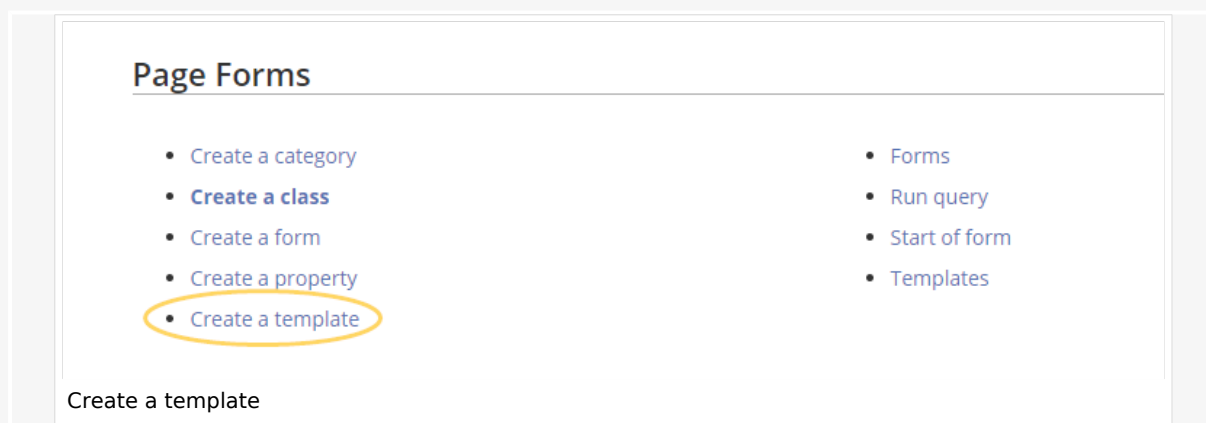 Page Forms
Create a category
Create a class
Create a form
Create a property
Create a template
Forms
Run query
Start of form
Templates
Create a template